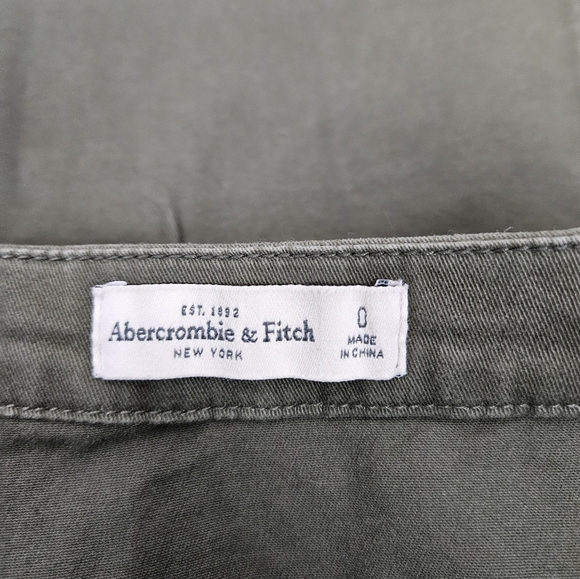 EST. 1892
Abercrombie & Fitch
NEW YORK
0
MADE
IN CHINA